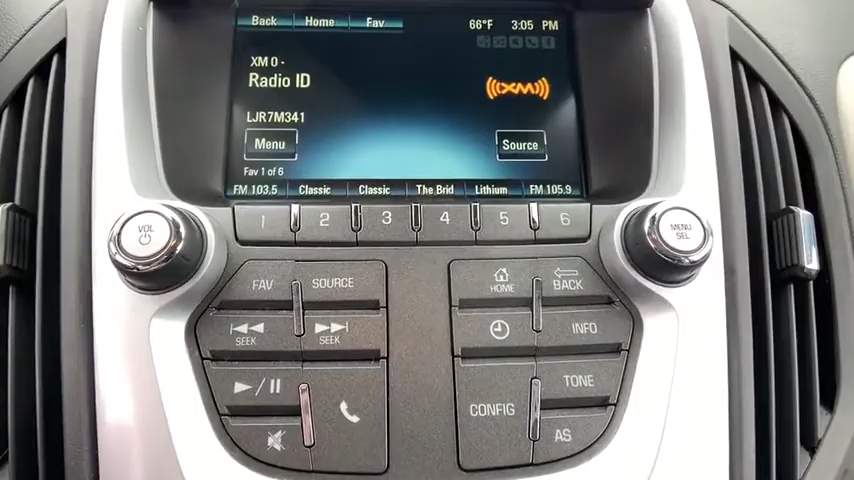 Back Home Fav 66°F 3:05 PM
XM 0 -
Radio ID
((XM))
LJR7M341
Menu Source
Fav 1 of 6
FM 103.5 Classic Classic The Brid Lithium FM 105.9
1 2 3 4 5 6
VOL
MENU
SEL
FAV SOURCE
HOME BACK
SEEK SEEK
INFO
CONFIG TONE
AS